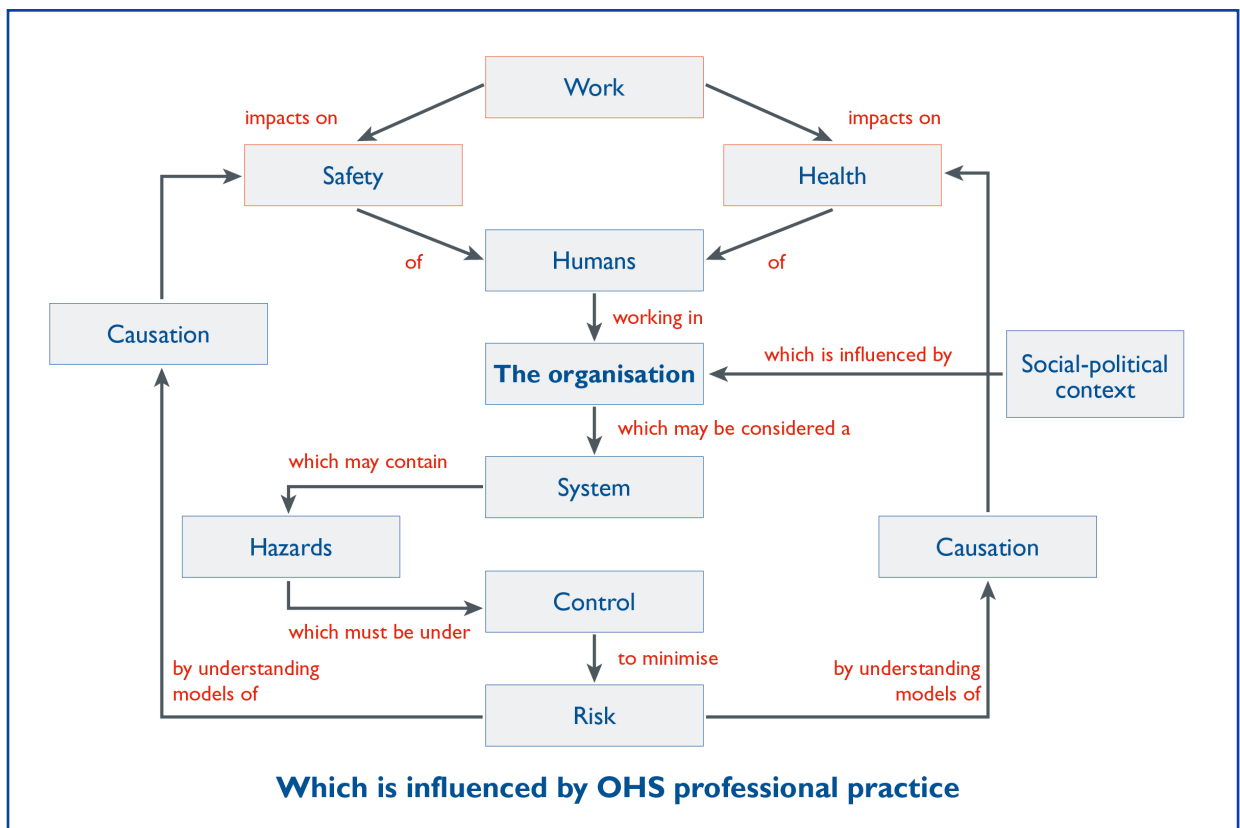 Work
impacts on
impacts on
Safety
Health
of
Humans
of
working in
Causation
The organisation
which is influenced by
Social-political
context
which may be considered a
which may contain
System
Hazards
Causation
Control
which must be under
to minimise
by understanding
models of
by understanding
models of
Risk
Which is influenced by OHS professional practice